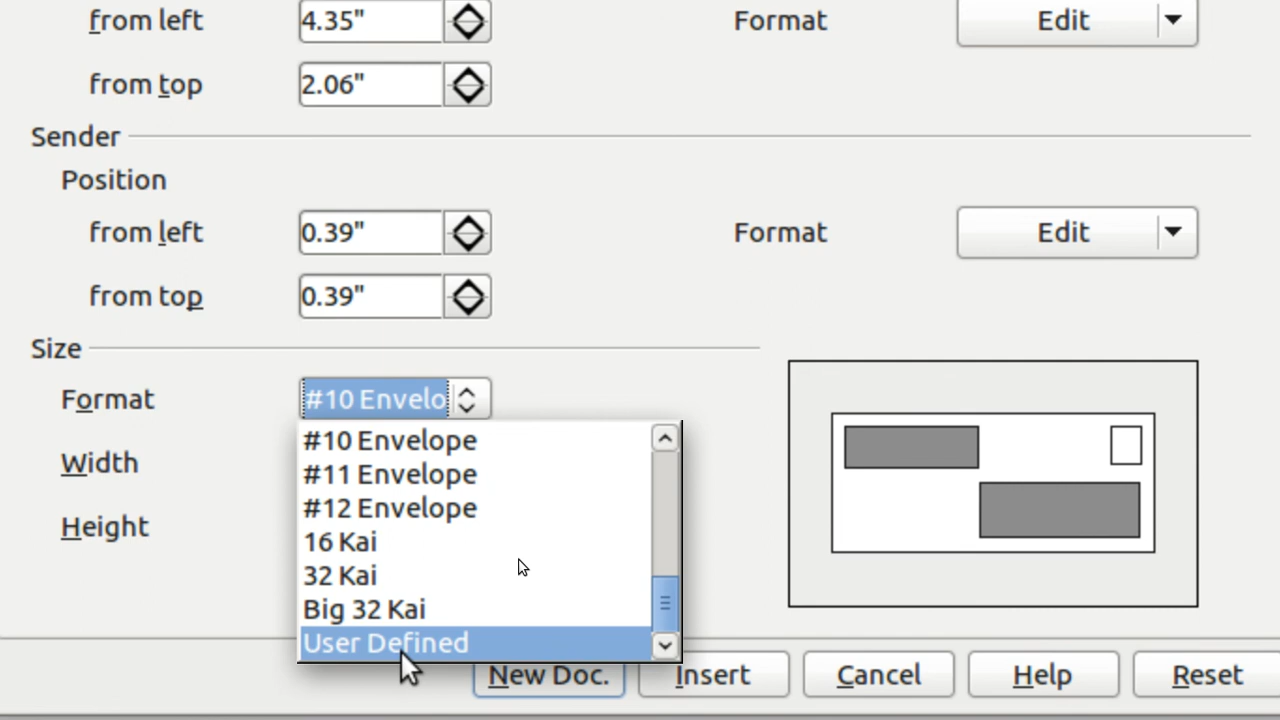 from left 4.35" Format Edit
from top 2.06"
Sender
Position
from left 0.39" Format Edit
from top 0.39"
Size
Format #10 Envelo
#10 Envelope
Width #11 Envelope
#12 Envelope
Height 16 Kai
32 Kai
Big 32 Kai
User Defined
New Doc. Insert Cancel Help Reset